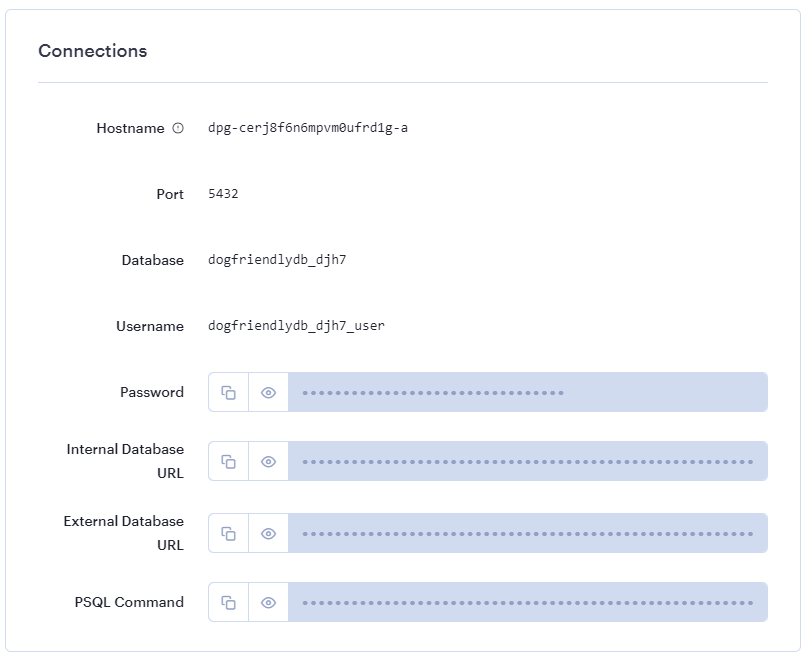 Connections
Hostname dpg-cerj8f6n6mpvm0ufrd1g-a
Port 5432
Database dogfriendlydb_djh7
Username dogfriendlydb_djh7_user
Password ••••••••••••••••••••••••••••••••
Internal Database
URL •••••••••••••••••••••••••••••••••••••••••••••••••••••••
External Database
URL •••••••••••••••••••••••••••••••••••••••••••••••••••••••
PSQL Command •••••••••••••••••••••••••••••••••••••••••••••••••••••••